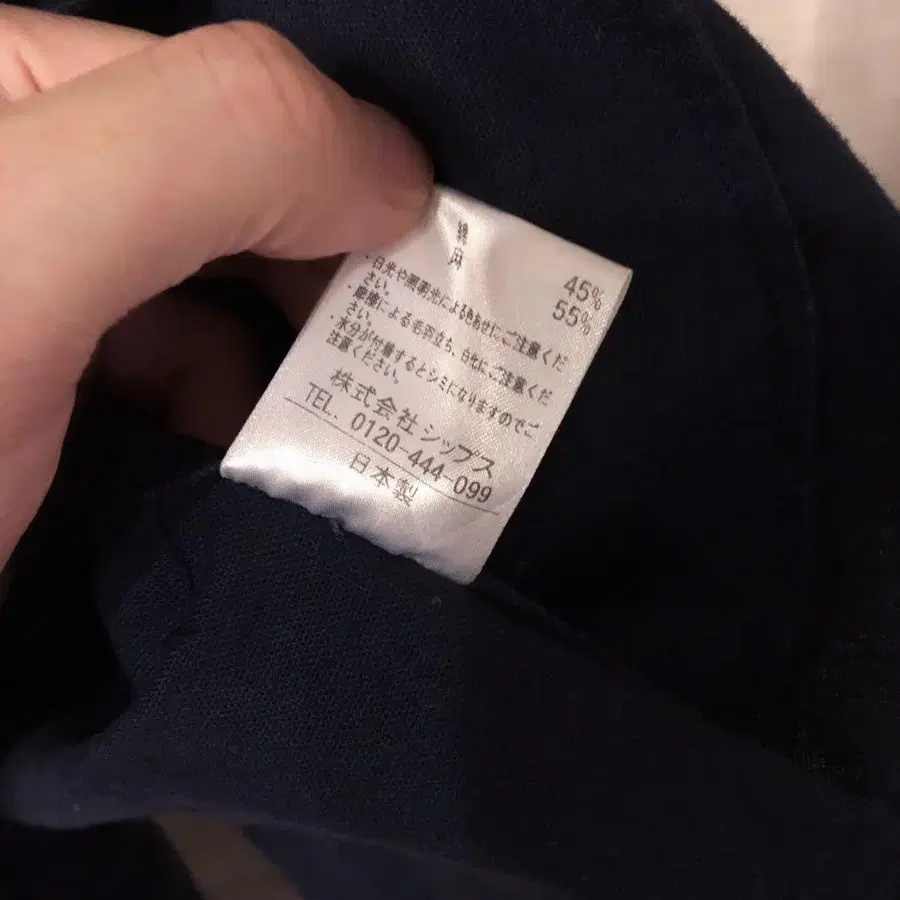 綿 45%
麻 55%
・日光や照明光による色あせにご注意くだ
さい。
・摩擦による毛羽立ち、白化にご注意くだ
さい。
・水分が付着するとシミになりますのでご
注意ください。
株式会社シップス
TEL. 0120-444-099
日本製